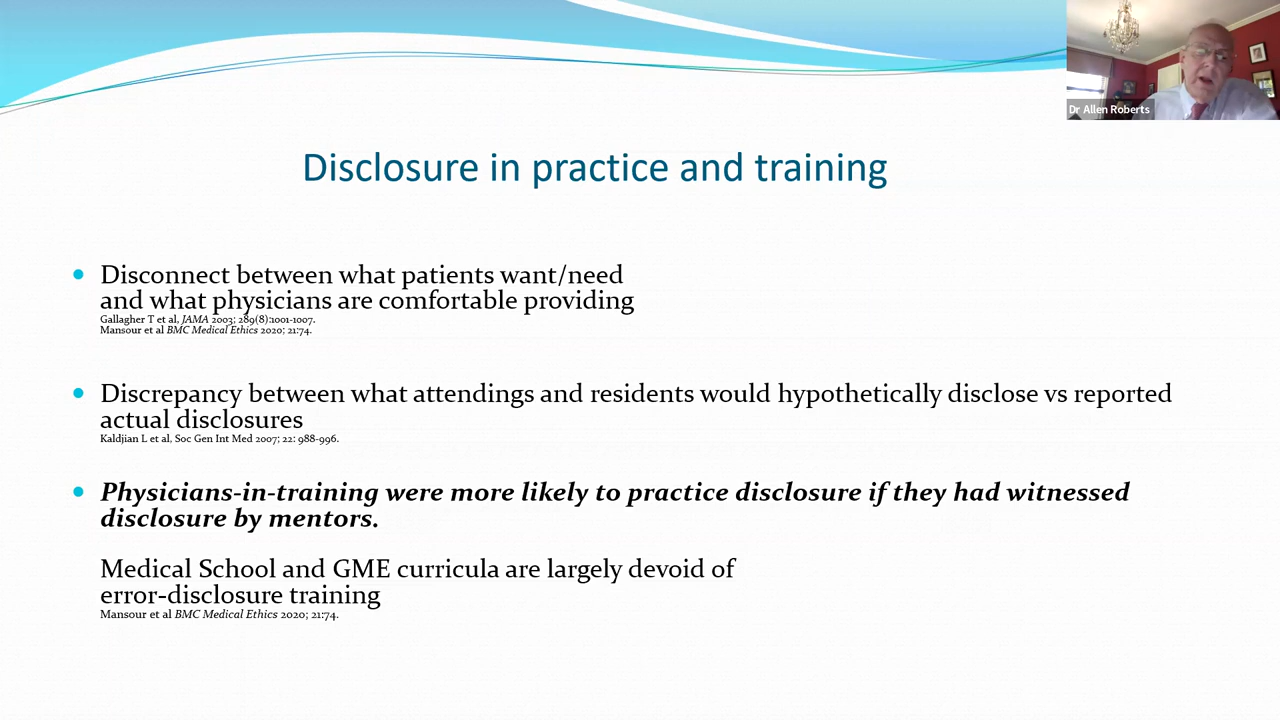 Dr Allen Roberts
Disclosure in practice and training
Disconnect between what patients want/need
and what physicians are comfortable providing
Gallagher T et al, JAMA 2003; 289(8):1001-1007.
Mansour et al BMC Medical Ethics 2020; 21:74.
Discrepancy between what attendings and residents would hypothetically disclose vs reported
actual disclosures
Kaldjian L et al, Soc Gen Int Med 2007; 22: 988-996.
Physicians-in-training were more likely to practice disclosure if they had witnessed
disclosure by mentors.
Medical School and GME curricula are largely devoid of
error-disclosure training
Mansour et al BMC Medical Ethics 2020; 21:74.